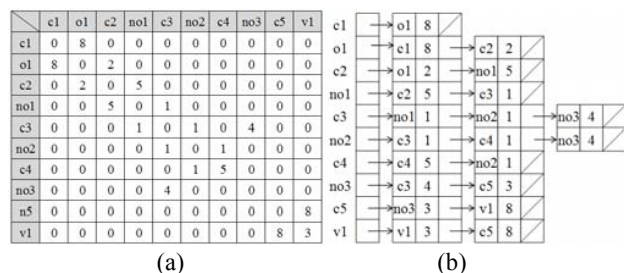 c1 o1 c2 no1 c3 no2 c4 no3 c5 v1
c1 0 8 0 0 0 0 0 0 0 0
o1 8 0 2 0 0 0 0 0 0 0
c2 0 2 0 5 0 0 0 0 0 0
no1 0 0 5 0 1 0 0 0 0 0
c3 0 0 0 1 0 1 0 4 0 0
no2 0 0 0 0 1 0 1 0 0 0
c4 0 0 0 0 0 1 5 0 0 0
no3 0 0 0 0 4 0 0 0 0 0
n5 0 0 0 0 0 0 0 0 0 8
v1 0 0 0 0 0 0 0 0 8 3
(a)
c1 o1 8
o1 c1 8 c2 2
c2 o1 2 no1 5
no1 c2 5 c3 1
c3 no1 1 no2 1 no3 4
no2 c3 1 c4 1 no3 4
c4 c4 5 no2 1
no3 c3 4 c5 3
c5 no3 3 v1 8
v1 v1 3 c5 8
(b)